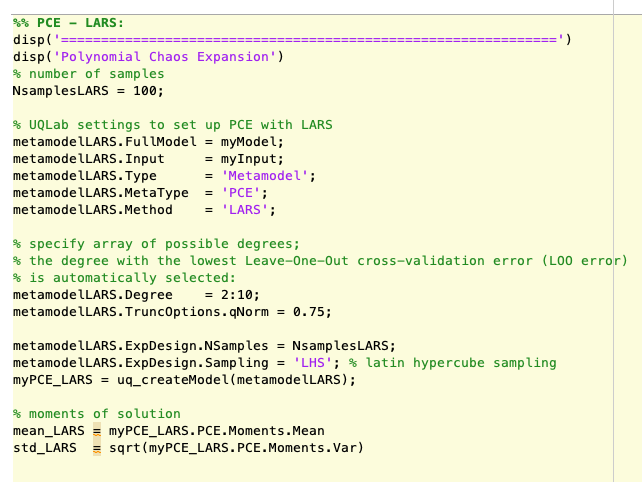 %% PCE - LARS:
disp('==============================================================')
disp('Polynomial Chaos Expansion')
% number of samples
NsamplesLARS = 100;
% UQLab settings to set up PCE with LARS
metamodelLARS.FullModel = myModel;
metamodelLARS.Input     = myInput;
metamodelLARS.Type      = 'Metamodel';
metamodelLARS.MetaType  = 'PCE';
metamodelLARS.Method    = 'LARS';
% specify array of possible degrees;
% the degree with the lowest Leave-One-Out cross-validation error (LOO error)
% is automatically selected:
metamodelLARS.Degree    = 2:10;
metamodelLARS.TruncOptions.qNorm = 0.75;
metamodelLARS.ExpDesign.NSamples = NsamplesLARS;
metamodelLARS.ExpDesign.Sampling = 'LHS'; % latin hypercube sampling
myPCE_LARS = uq_createModel(metamodelLARS);
% moments of solution
mean_LARS = myPCE_LARS.PCE.Moments.Mean
std_LARS  = sqrt(myPCE_LARS.PCE.Moments.Var)